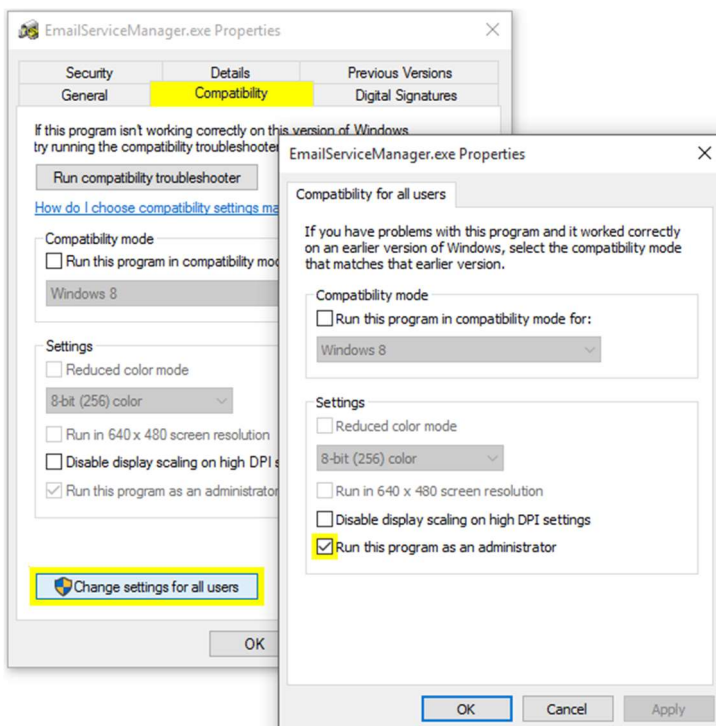 EmailServiceManager.exe Properties
Security Details Previous Versions
General Compatibility Digital Signatures
If this program isn't working correctly on this version of Windows
try running the compatibility troubleshooter
Run compatibility troubleshooter
How do I choose compatibility settings ma
Compatibility mode
Run this program in compatibility mod
Windows 8
Settings
Reduced color mode
8-bit (256) color
Run in 640 x 480 screen resolution
Disable display scaling on high DPI s
Run this program as an administrator
Change settings for all users
OK
EmailServiceManager.exe Properties
Compatibility for all users
If you have problems with this program and it worked correctly
on an earlier version of Windows, select the compatibility mode
that matches that earlier version.
Compatibility mode
Run this program in compatibility mode for:
Windows 8
Settings
Reduced color mode
8-bit (256) color
Run in 640 x 480 screen resolution
Disable display scaling on high DPI settings
Run this program as an administrator
OK Cancel Apply